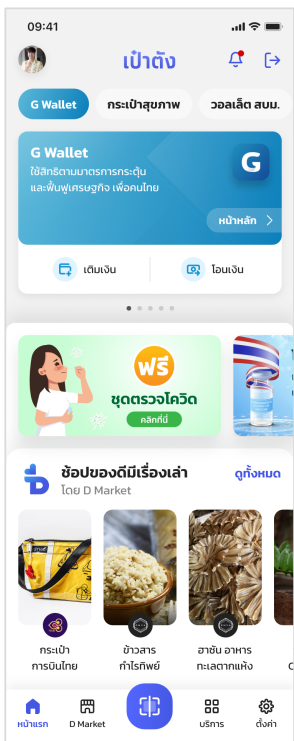 09:41
เป๋าตัง
G Wallet
กระเป๋าสุขภาพ
วอลเล็ต สบม.
G Wallet
G
ใช้สิทธิตามมาตรการกระตุ้น
และฟื้นฟูเศรษฐกิจ เพื่อคนไทย
หน้าหลัก
เติมเงิน
โอนเงิน
ฟรี
ชุดตรวจโควิด
คลิกที่นี่
ช้อปของดีมีเรื่องเล่า
ดูทั้งหมด
โดย D Market
กระเป๋า
การบินไทย
ข้าวสาร
กำไรทิพย์
ฮาซัน อาหาร
ทะเลตากแห้ง
หน้าแรก
D Market
บริการ
ตั้งค่า